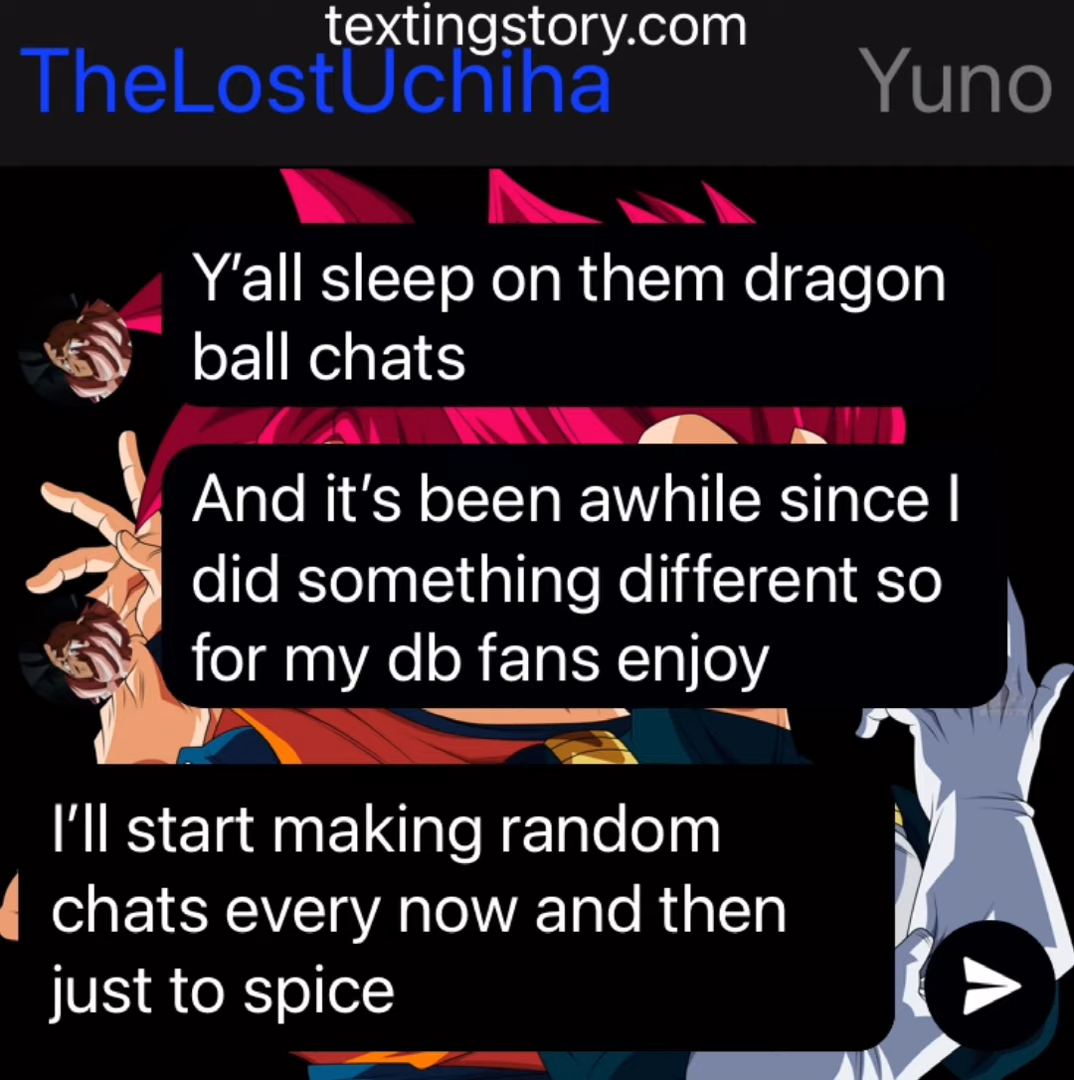 textingstory.com
TheLostUchiha Yuno
Y’all sleep on them dragon
ball chats
And it’s been awhile since I
did something different so
for my db fans enjoy
I’ll start making random
chats every now and then
just to spice